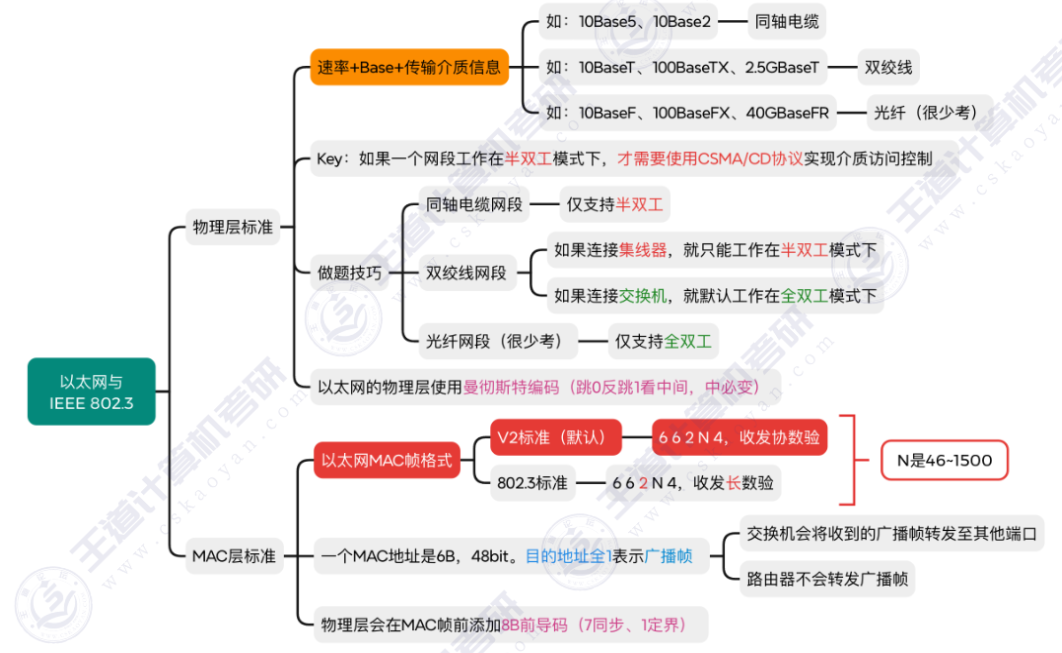 以太网与
IEEE 802.3
物理层标准
速率+Base+传输介质信息
如：10Base5、10Base2
同轴电缆
如：10BaseT、100BaseTX、2.5GBaseT
双绞线
如：10BaseF、100BaseFX、40GBaseFR
光纤（很少考）
Key：如果一个网段工作在半双工模式下，才需要使用CSMA/CD协议实现介质访问控制
做题技巧
同轴电缆网段
仅支持半双工
双绞线网段
如果连接集线器，就只能工作在半双工模式下
如果连接交换机，就默认工作在全双工模式下
光纤网段（很少考）
仅支持全双工
以太网的物理层使用曼彻斯特编码（跳0反跳1看中间，中必变）
MAC层标准
以太网MAC帧格式
V2标准（默认）
6 6 2 N 4，收发协数验
802.3标准
6 6 2 N 4，收发长数验
N是46~1500
一个MAC地址是6B，48bit。目的地址全1表示广播帧
交换机会将收到的广播帧转发至其他端口
路由器不会转发广播帧
物理层会在MAC帧前添加8B前导码（7同步、1定界）
王道计算机考研
www.cskaoyan.com